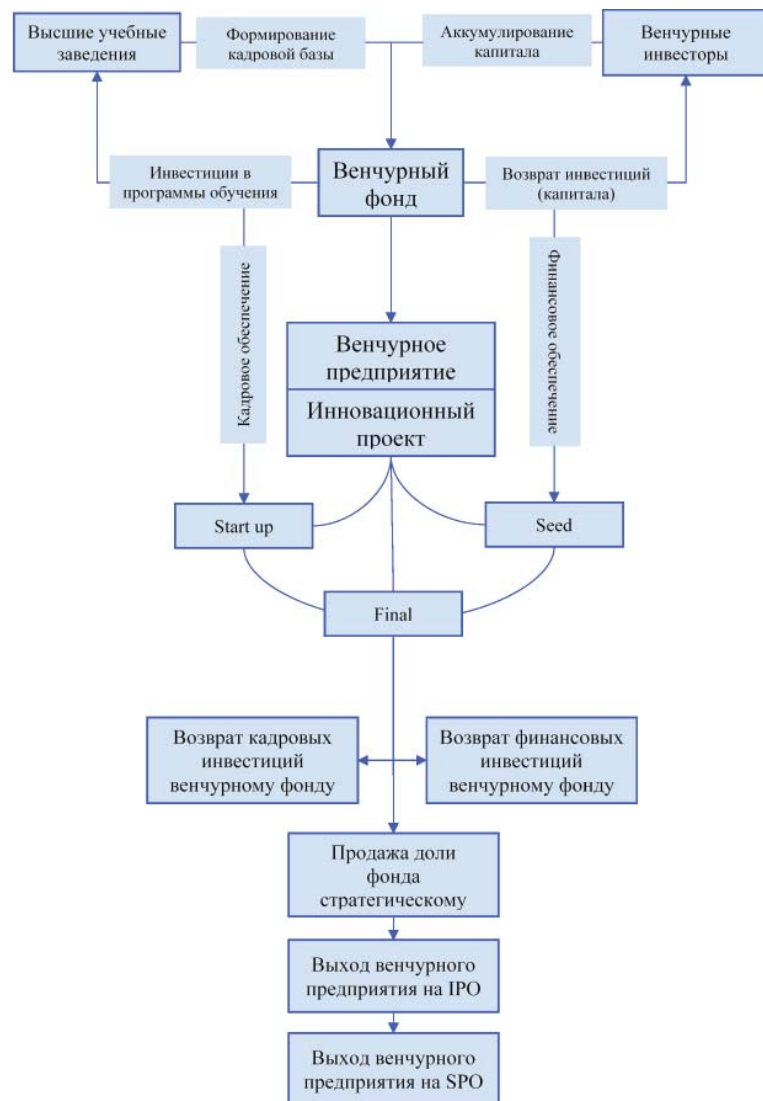 Высшие учебные
заведения
Формирование
кадровой базы
Аккумулирование
капитала
Венчурные
инвесторы
Инвестиции в
программы обучения
Венчурный
фонд
Возврат инвестиций
(капитала)
Кадровое обеспечение
Финансовое обеспечение
Венчурное
предприятие
Инновационный
проект
Start up
Seed
Final
Возврат кадровых
инвестиций
венчурному фонду
Возврат финансовых
инвестиций
венчурному фонду
Продажа доли
фонда
стратегическому
Выход венчурного
предприятия на IPO
Выход венчурного
предприятия на SPO